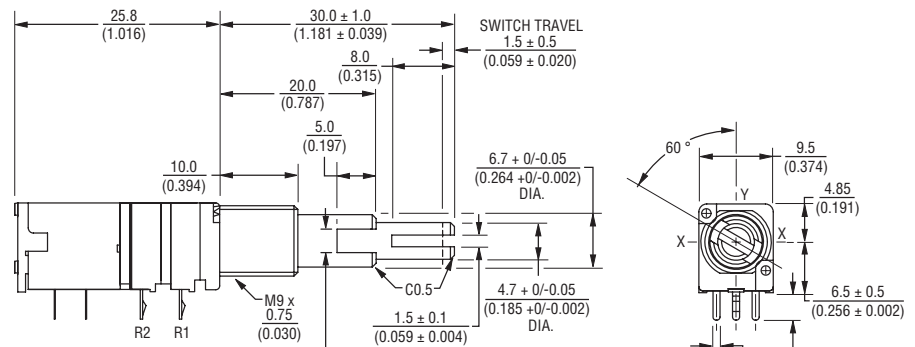 25.8
(1.016)
30.0 ± 1.0
(1.181 ± 0.039)
SWITCH TRAVEL
1.5 ± 0.5
(0.059 ± 0.020)
8.0
(0.315)
20.0
(0.787)
5.0
(0.197)
10.0
(0.394)
6.7 + 0/-0.05
(0.264 +0/-0.002)
DIA.
60 °
9.5
(0.374)
Y
4.85
(0.191)
X
X
R2
R1
M9 x
0.75
(0.030)
C0.5
1.5 ± 0.1
(0.059 ± 0.004)
4.7 + 0/-0.05
(0.185 +0/-0.002)
DIA.
6.5 ± 0.5
(0.256 ± 0.002)